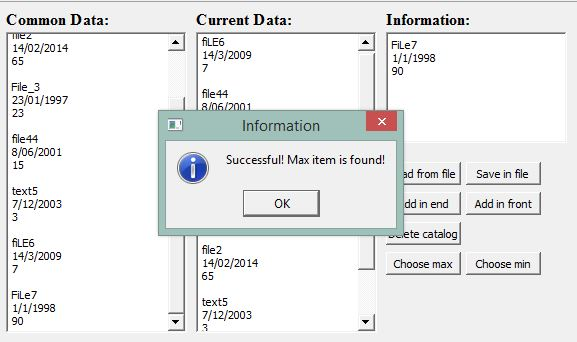 Common Data:
file2
14/02/2014
65
File_3
23/01/1997
23
file44
8/06/2001
15
text5
7/12/2003
3
fiLE6
14/3/2009
7
FiLe7
1/1/1998
90
Current Data:
fiLE6
14/3/2009
7
file44
8/06/2001
file2
14/02/2014
65
text5
7/12/2003
3
Information:
FiLe7
1/1/1998
90
from file
Save in file
in end
Add in front
catalog
Choose max
Choose min
Information
Successful! Max item is found!
OK